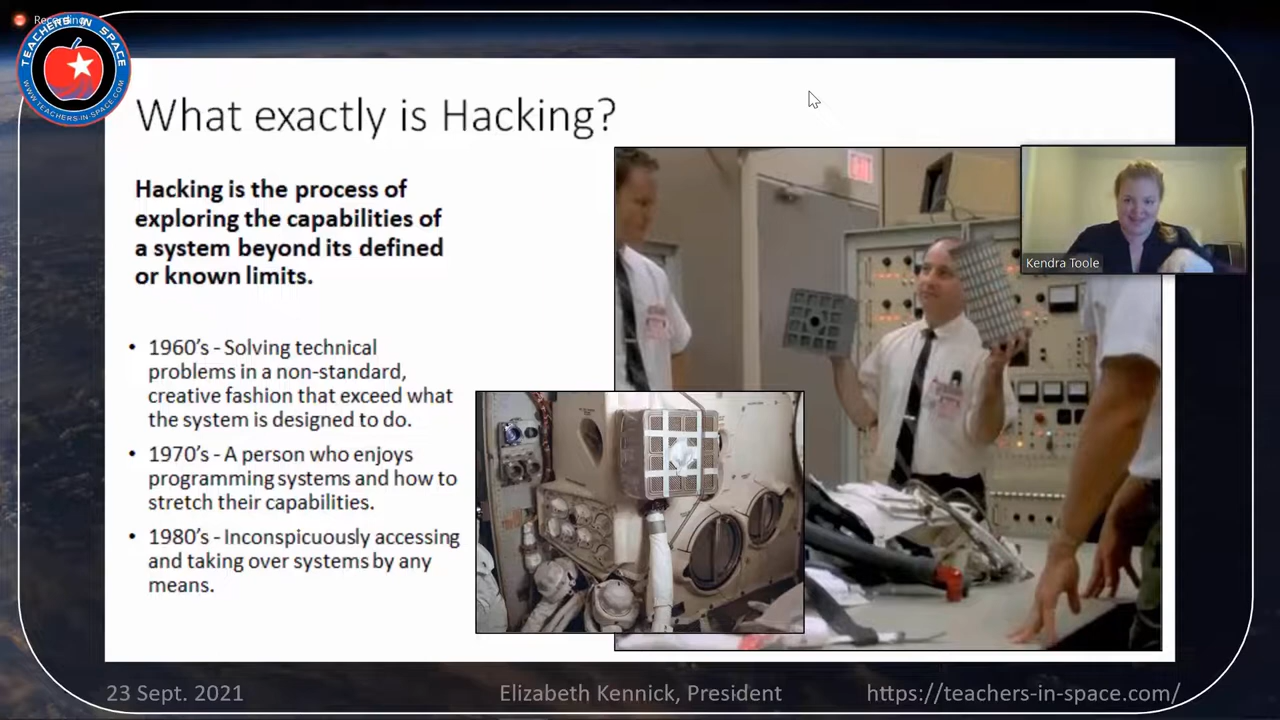 Recording
TEACHERS IN SPACE
WWW.TEACHERS-IN-SPACE.COM
What exactly is Hacking?
Hacking is the process of
exploring the capabilities of
a system beyond its defined
or known limits.
• 1960's - Solving technical
problems in a non-standard,
creative fashion that exceed what
the system is designed to do.
• 1970's - A person who enjoys
programming systems and how to
stretch their capabilities.
• 1980's - Inconspicuously accessing
and taking over systems by any
means.
Kendra Toole
23 Sept. 2021
Elizabeth Kennick, President
https://teachers-in-space.com/